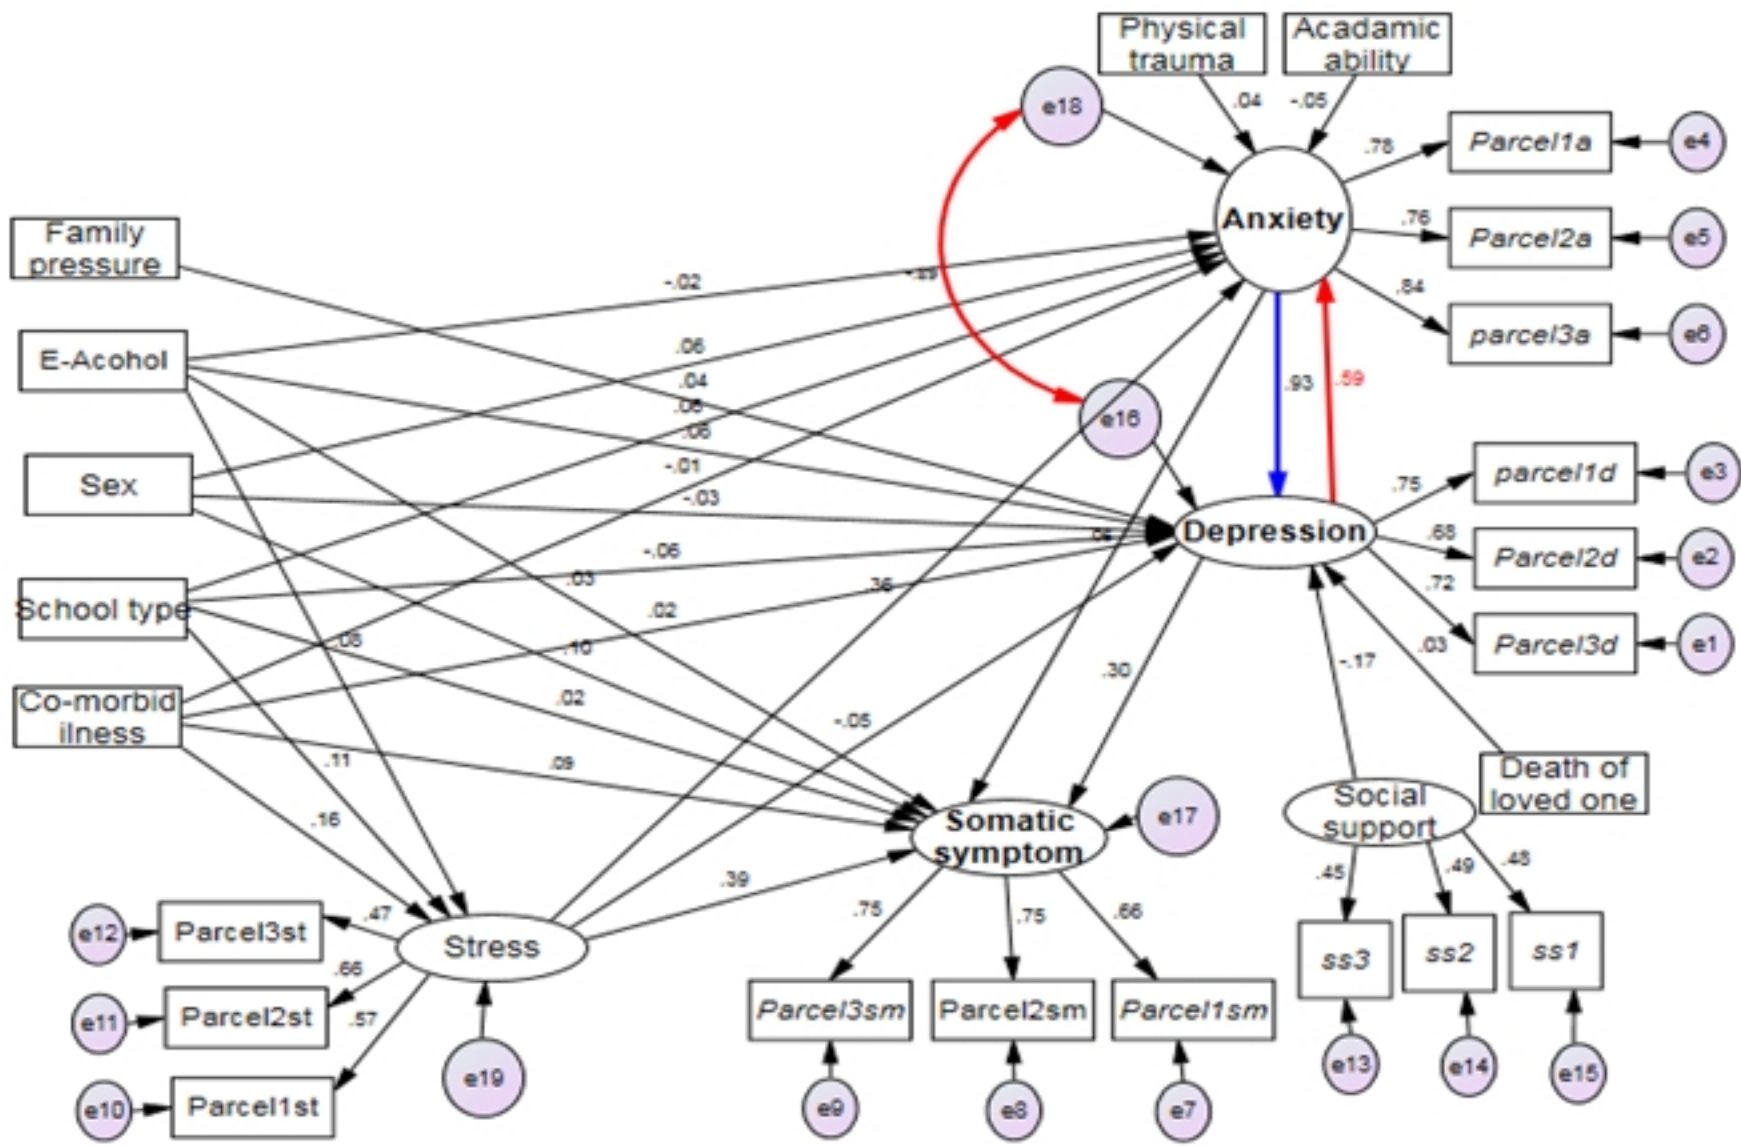 Physical
trauma
Acadamic
ability
e18
.04
-.05
Parcel1a
e4
.78
Anxiety
.76
Parcel2a
e5
.84
parcel3a
e6
Family
pressure
-.02
E-Acohol
.06
.04
.06
.06
-.01
-.03
.93
.59
e16
Sex
parcel1d
e3
.75
Depression
.68
Parcel2d
e2
.72
Parcel3d
e1
-.06
.03
.36
.02
School type
.08
.10
.30
-.17
.03
Co-morbid
ilness
.02
-.05
.11
.09
.16
Death of
loved one
Social
support
Somatic
symptom
e17
.39
.45
.49
.48
.47
e12
Parcel3st
Stress
.75
.75
.66
ss3
ss2
ss1
.66
e11
Parcel2st
.57
Parcel3sm
Parcel2sm
Parcel1sm
e19
e10
Parcel1st
e9
e8
e7
e13
e14
e15